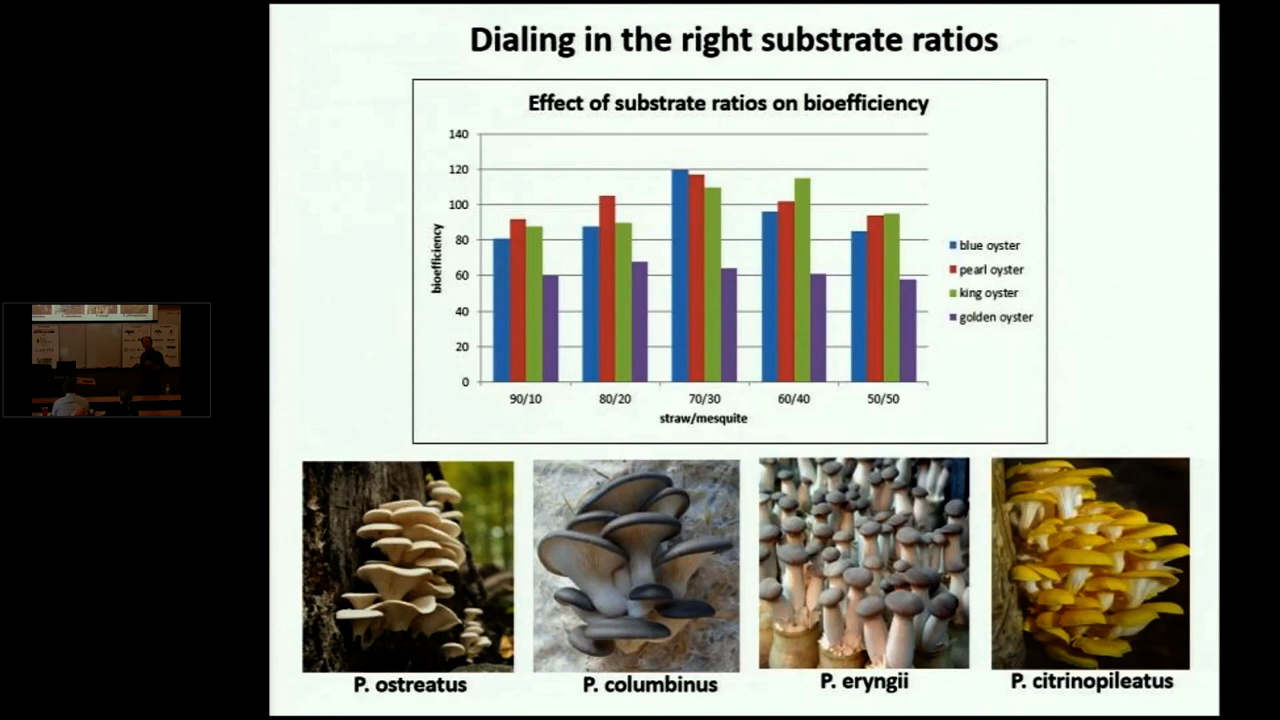 Dialing in the right substrate ratios
Effect of substrate ratios on bioefficiency
140
120
100
80
60
40
20
0
bioefficiency
90/10
80/20
70/30
60/40
50/50
straw/mesquite
blue oyster
pearl oyster
king oyster
golden oyster
P. ostreatus
P. columbinus
P. eryngii
P. citrinopileatus